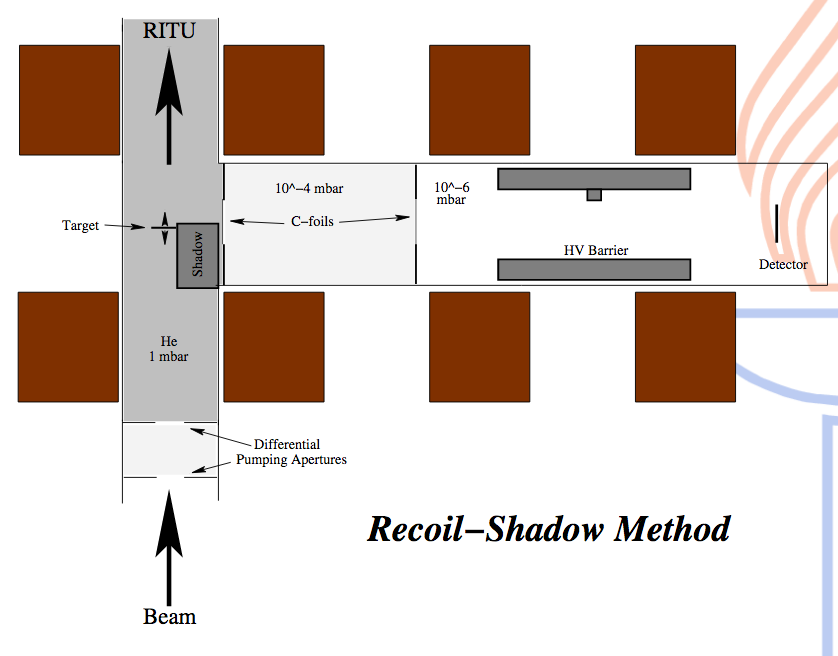 RITU
10^−4 mbar
10^−6
mbar
C−foils
Target
Shadow
HV Barrier
Detector
He
1 mbar
Differential
Pumping Apertures
Recoil−Shadow Method
Beam